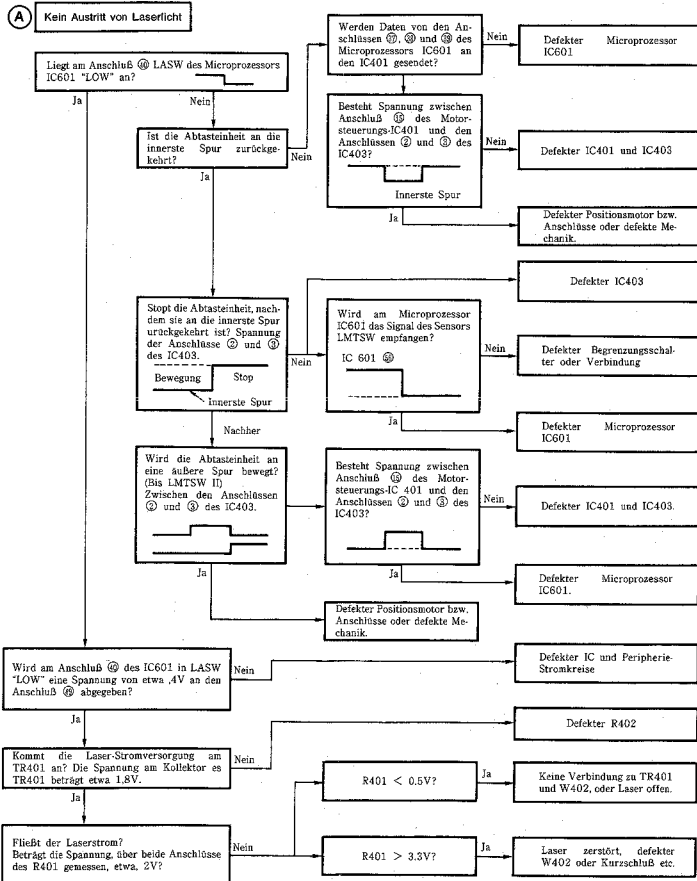 A Kein Austritt von Laserlicht
Liegt am Anschluß ㊵ LASW des Microprozessors
IC601 "LOW" an?
Ja
Nein
Werden Daten von den An-
schlüssen ㊲, ㊳ und ㊴ des
Microprozessors IC601 an
den IC401 gesendet?
Nein
Defekter Microprozessor
IC601
Ist die Abtasteinheit an die
innerste Spur zurückge-
kehrt?
Nein
Ja
Besteht Spannung zwischen
Anschluß ⑮ des Motor-
steuerungs-IC401 und den
Anschlüssen ② und ③ des
IC403?
Innerste Spur
Nein
Defekter IC401 und IC403
Ja
Defekter Positionsmotor bzw.
Anschlüsse oder defekte Me-
chanik.
Defekter IC403
Stopt die Abtasteinheit, nach-
dem sie an die innerste Spur
urückgekehrt ist? Spannung
der Anschlüsse ② und ③
des IC403.
Bewegung Stop
Innerste Spur
Nein
Nachher
Wird am Microprozessor
IC601 das Signal des Sensors
LMTSW empfangen?
IC 601 ㊿
Nein
Defekter Begrenzungsschal-
ter oder Verbindung
Ja
Defekter Microprozessor
IC601
Wird die Abtasteinheit an
eine äußere Spur bewegt?
(Bis LMTSW II)
Zwischen den Anschlüssen
② und ③ des IC403.
Ja
Besteht Spannung zwischen
Anschluß ⑮ des Motor-
steuerungs-IC 401 und den
Anschlüssen ② und ③ des
IC403?
Nein
Defekter IC401 und IC403.
Ja
Defekter Microprozessor
IC601.
Defekter Positionsmotor bzw.
Anschlüsse oder defekte Me-
chanik.
Wird am Anschluß ㊵ des IC601 in LASW
"LOW" eine Spannung von etwa ,4V an den
Anschluß abgegeben?
Nein
Defekter IC und Peripherie-
Stromkreise
Ja
Kommt die Laser-Stromversorgung am
TR401 an? Die Spannung am Kollektor es
TR401 beträgt etwa 1,8V.
Nein
Defekter R402
Ja
Fließt der Laserstrom?
Beträgt die Spannung, über beide Anschlüsse
des R401 gemessen, etwa, 2V?
Nein
R401 < 0.5V?
Ja
Keine Verbindung zu TR401
und W402, oder Laser offen.
R401 > 3.3V?
Ja
Laser zerstört, defekter
W402 oder Kurzschluß etc.